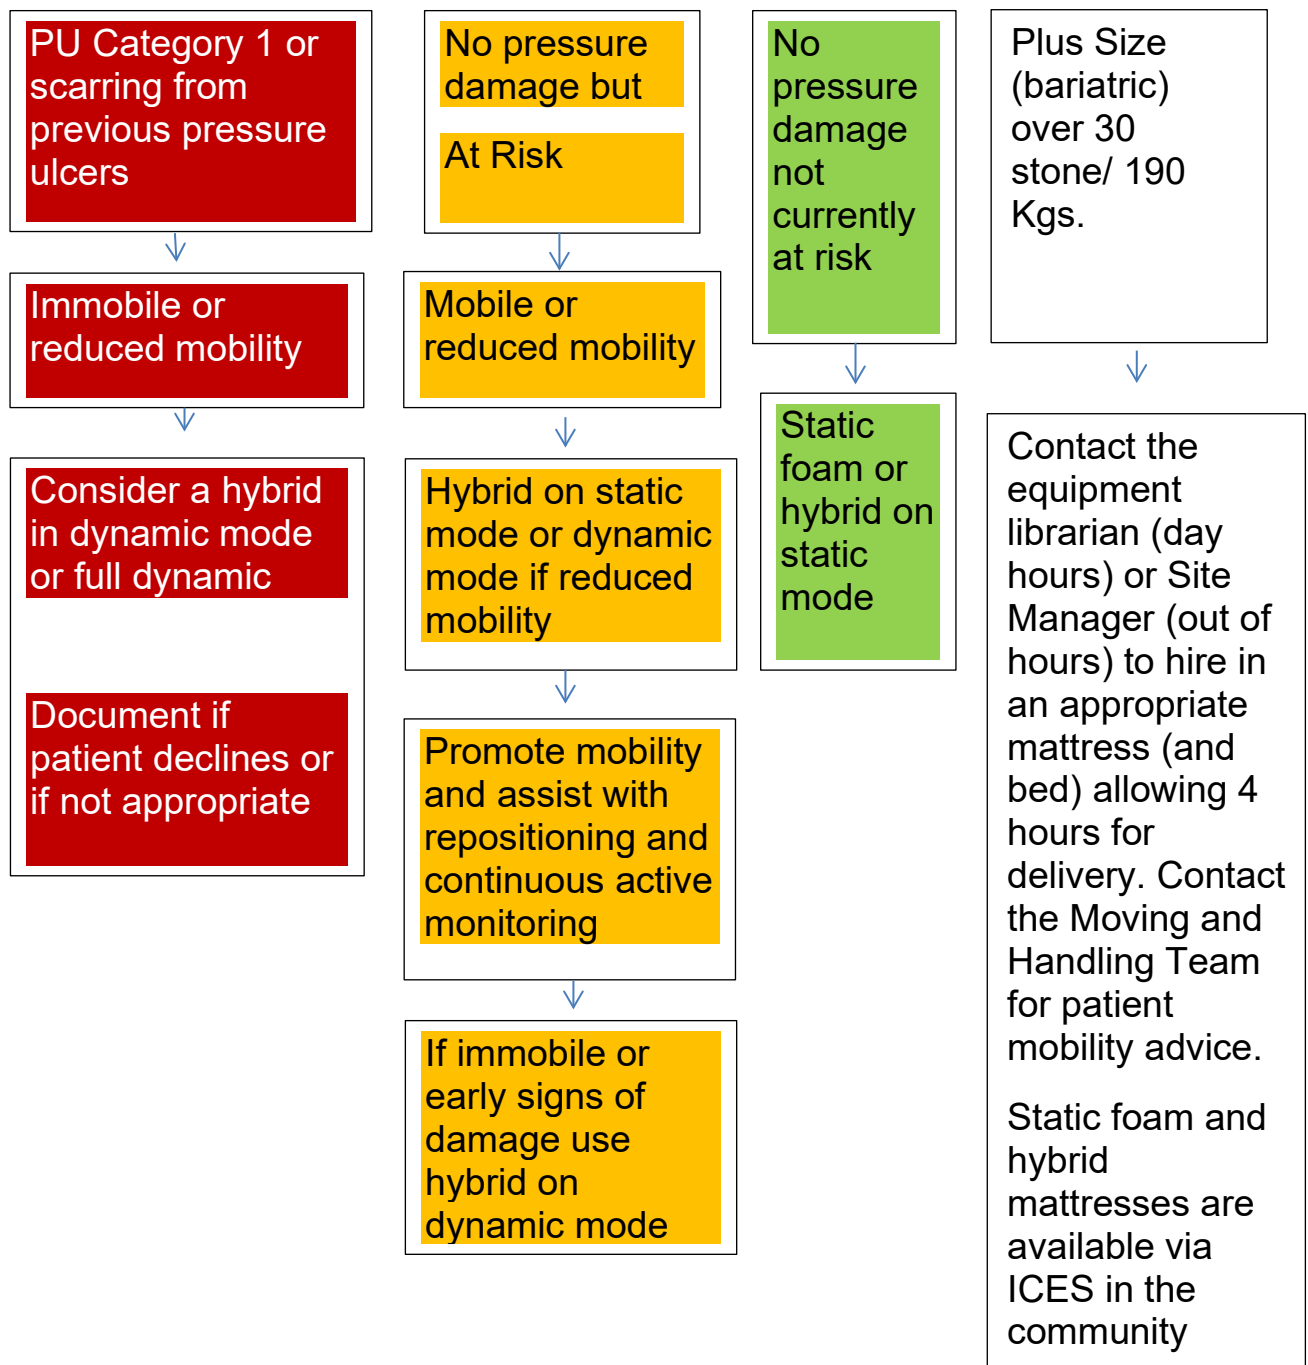 PU Category 1 or
scarring from
previous pressure
ulcers
Immobile or
reduced mobility
Consider a hybrid
in dynamic mode
or full dynamic
Document if
patient declines or
if not appropriate
No pressure
damage but
At Risk
Mobile or
reduced mobility
Hybrid on static
mode or dynamic
mode if reduced
mobility
Promote mobility
and assist with
repositioning and
continuous active
monitoring
If immobile or
early signs of
damage use
hybrid on
dynamic mode
No
pressure
damage
not
currently
at risk
Static
foam or
hybrid on
static
mode
Plus Size
(bariatric)
over 30
stone/ 190
Kgs.
Contact the
equipment
librarian (day
hours) or Site
Manager (out of
hours) to hire in
an appropriate
mattress (and
bed) allowing 4
hours for
delivery. Contact
the Moving and
Handling Team
for patient
mobility advice.
Static foam and
hybrid
mattresses are
available via
ICES in the
community